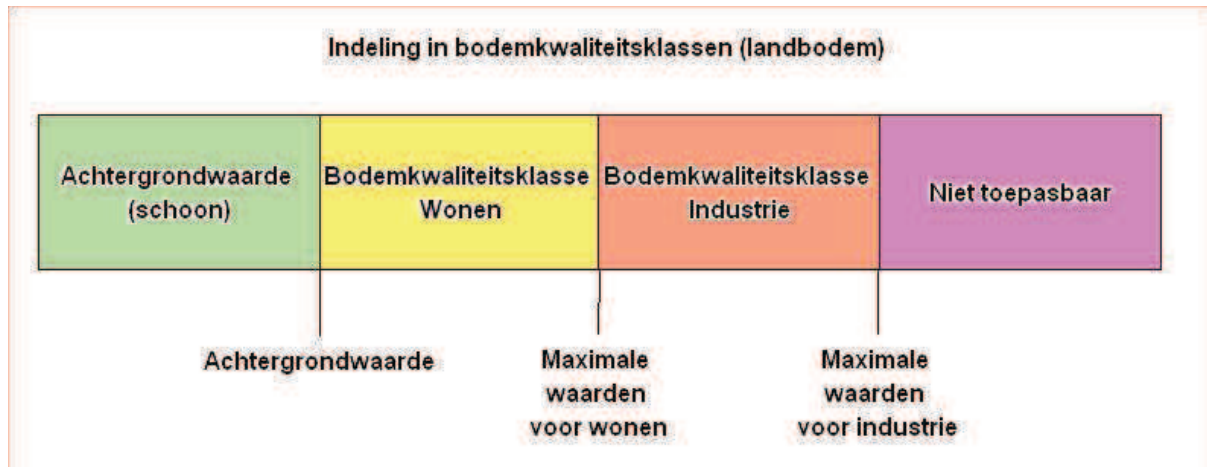 Indeling in bodemkwaliteitsklassen (landbodem)
Achtergrondwaarde
(schoon)
Bodemkwaliteitsklasse
Wonen
Bodemkwaliteitsklasse
Industrie
Niet toepasbaar
Achtergrondwaarde
Maximale
waarden
voor wonen
Maximale
waarden
voor industrie